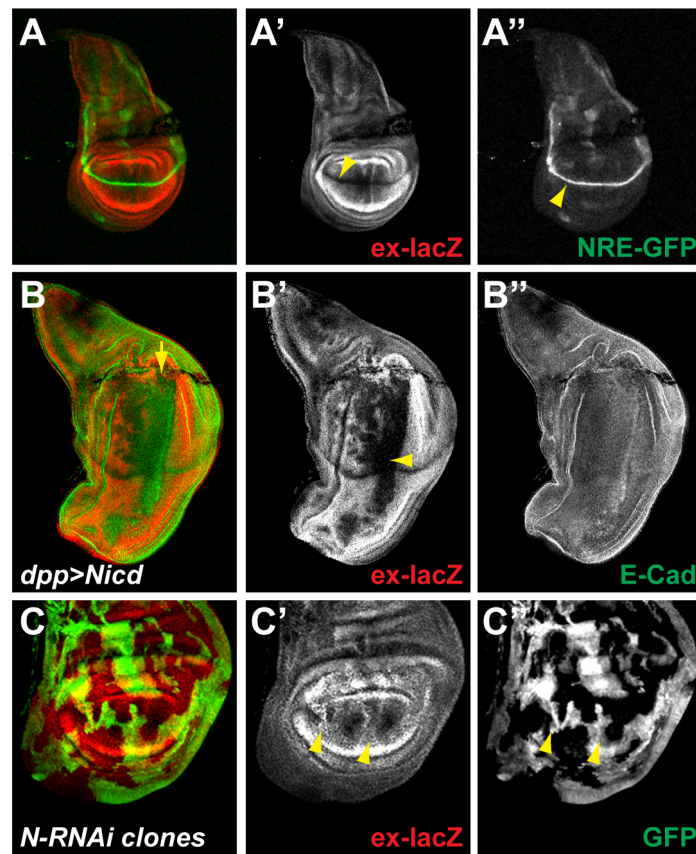 A A' A"
ex-lacZ NRE-GFP
B B' B"
dpp>Nicd ex-lacZ E-Cad
C C' C"
N-RNAi clones ex-lacZ GFP